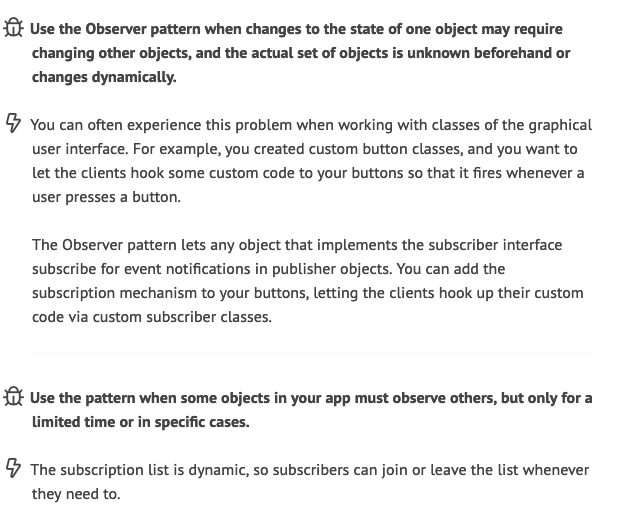 Use the Observer pattern when changes to the state of one object may require
changing other objects, and the actual set of objects is unknown beforehand or
changes dynamically.
You can often experience this problem when working with classes of the graphical
user interface. For example, you created custom button classes, and you want to
let the clients hook some custom code to your buttons so that it fires whenever a
user presses a button.
The Observer pattern lets any object that implements the subscriber interface
subscribe for event notifications in publisher objects. You can add the
subscription mechanism to your buttons, letting the clients hook up their custom
code via custom subscriber classes.
Use the pattern when some objects in your app must observe others, but only for a
limited time or in specific cases.
The subscription list is dynamic, so subscribers can join or leave the list whenever
they need to.